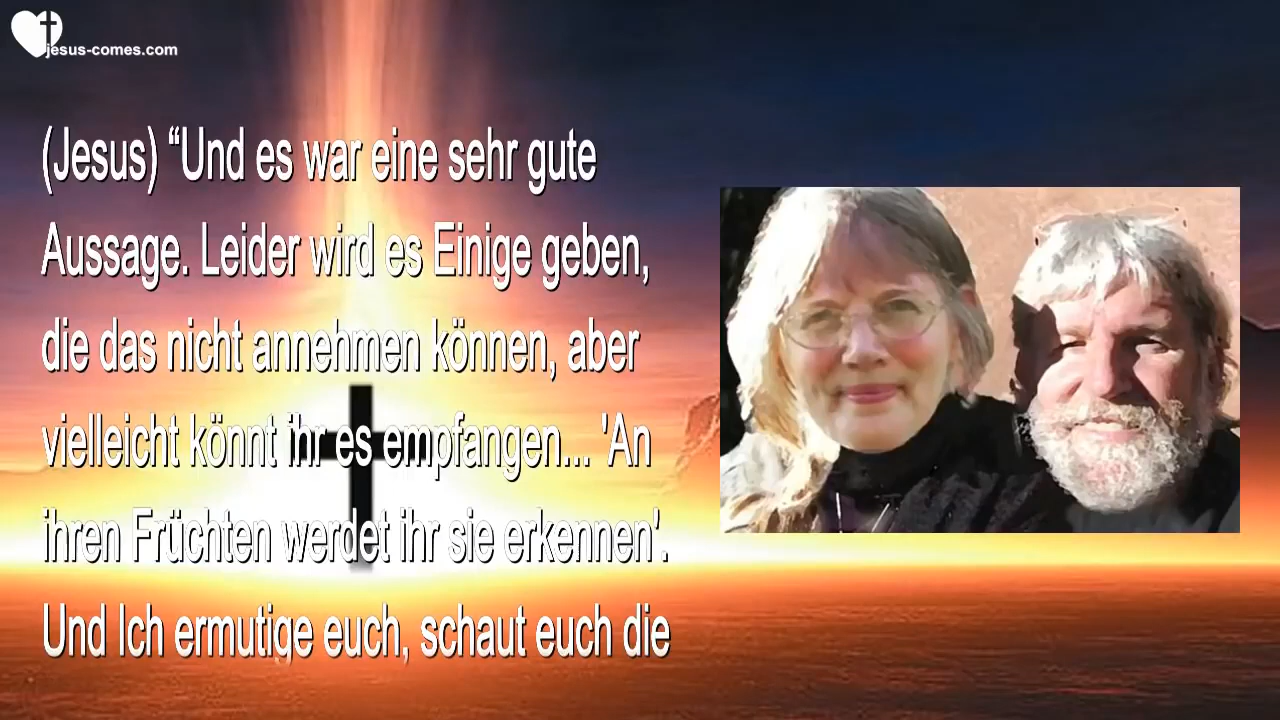 jesus-comes.com
(Jesus) “Und es war eine sehr gute
Aussage. Leider wird es Einige geben,
die das nicht annehmen können, aber
vielleicht könnt ihr es empfangen... 'An
ihren Früchten werdet ihr sie erkennen'.
Und Ich ermutige euch, schaut euch die